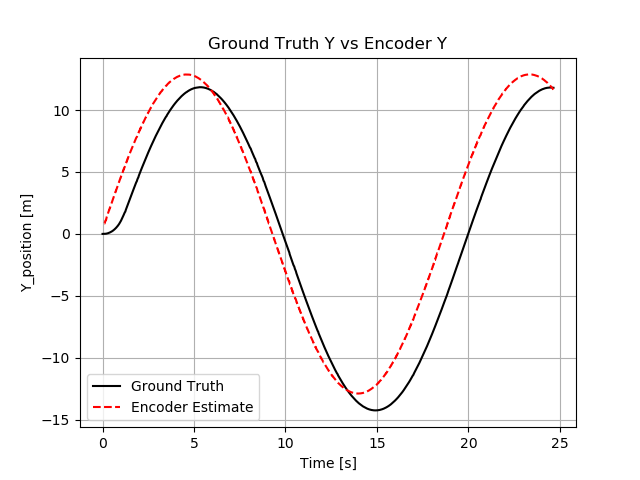 Ground Truth Y vs Encoder Y
10
5
0
−5
−10
−15
Y_position [m]
Ground Truth
Encoder Estimate
0 5 10 15 20 25
Time [s]